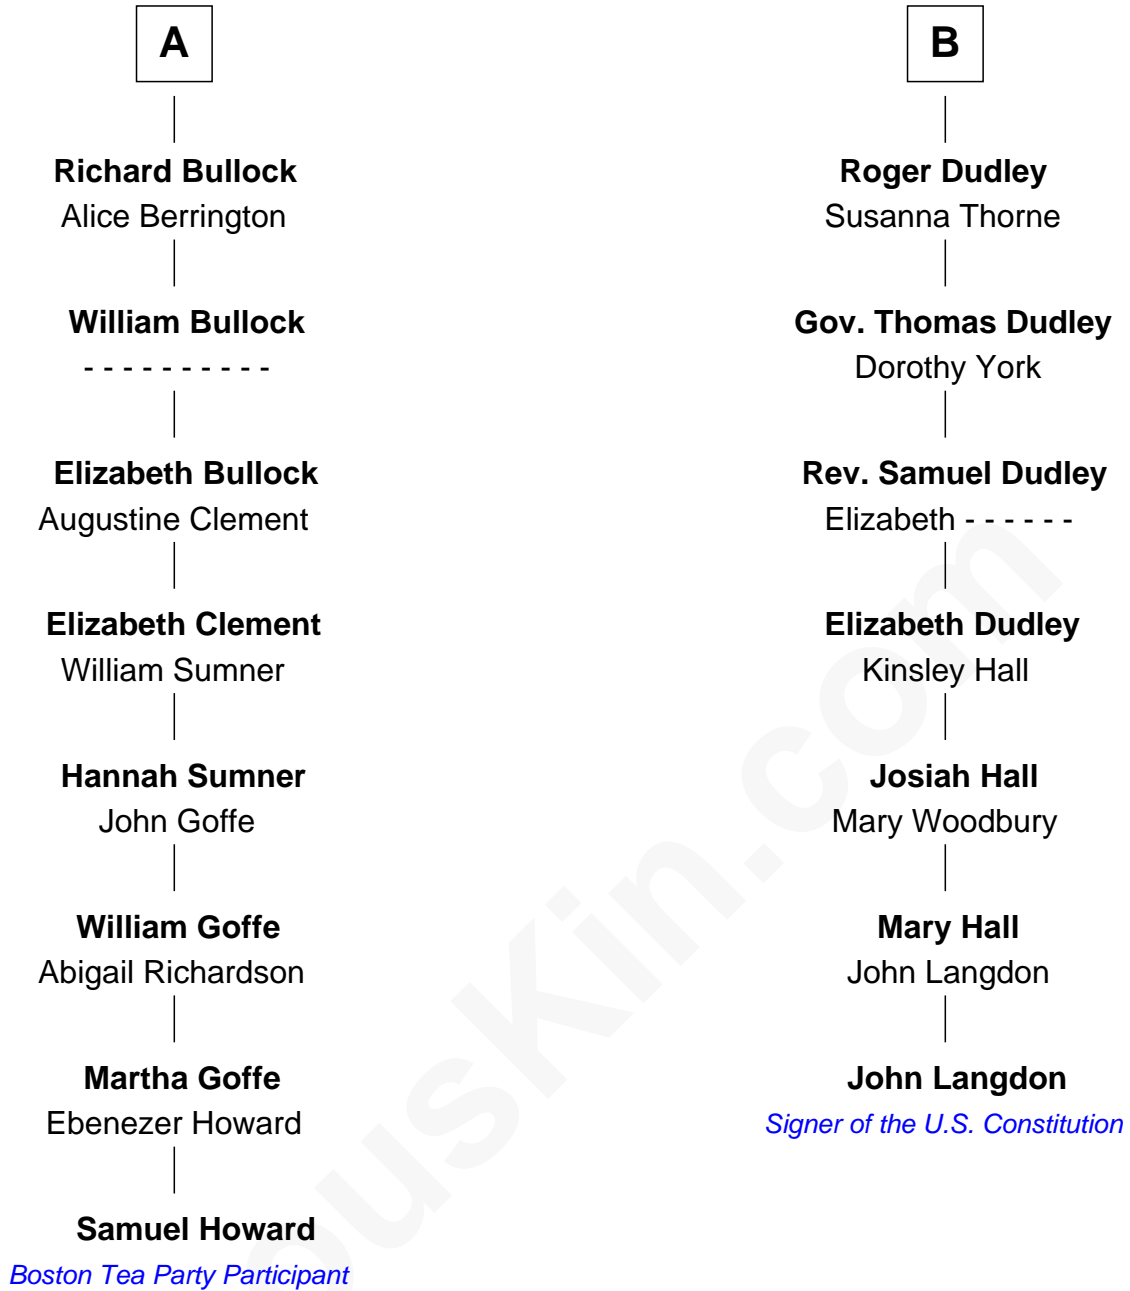 A
Richard Bullock
Alice Berrington
William Bullock
- - - - - - - - - -
Elizabeth Bullock
Augustine Clement
Elizabeth Clement
William Sumner
Hannah Sumner
John Goffe
William Goffe
Abigail Richardson
Martha Goffe
Ebenezer Howard
Samuel Howard
Boston Tea Party Participant
B
Roger Dudley
Susanna Thorne
Gov. Thomas Dudley
Dorothy York
Rev. Samuel Dudley
Elizabeth - - - - - -
Elizabeth Dudley
Kinsley Hall
Josiah Hall
Mary Woodbury
Mary Hall
John Langdon
John Langdon
Signer of the U.S. Constitution
ousKin.com